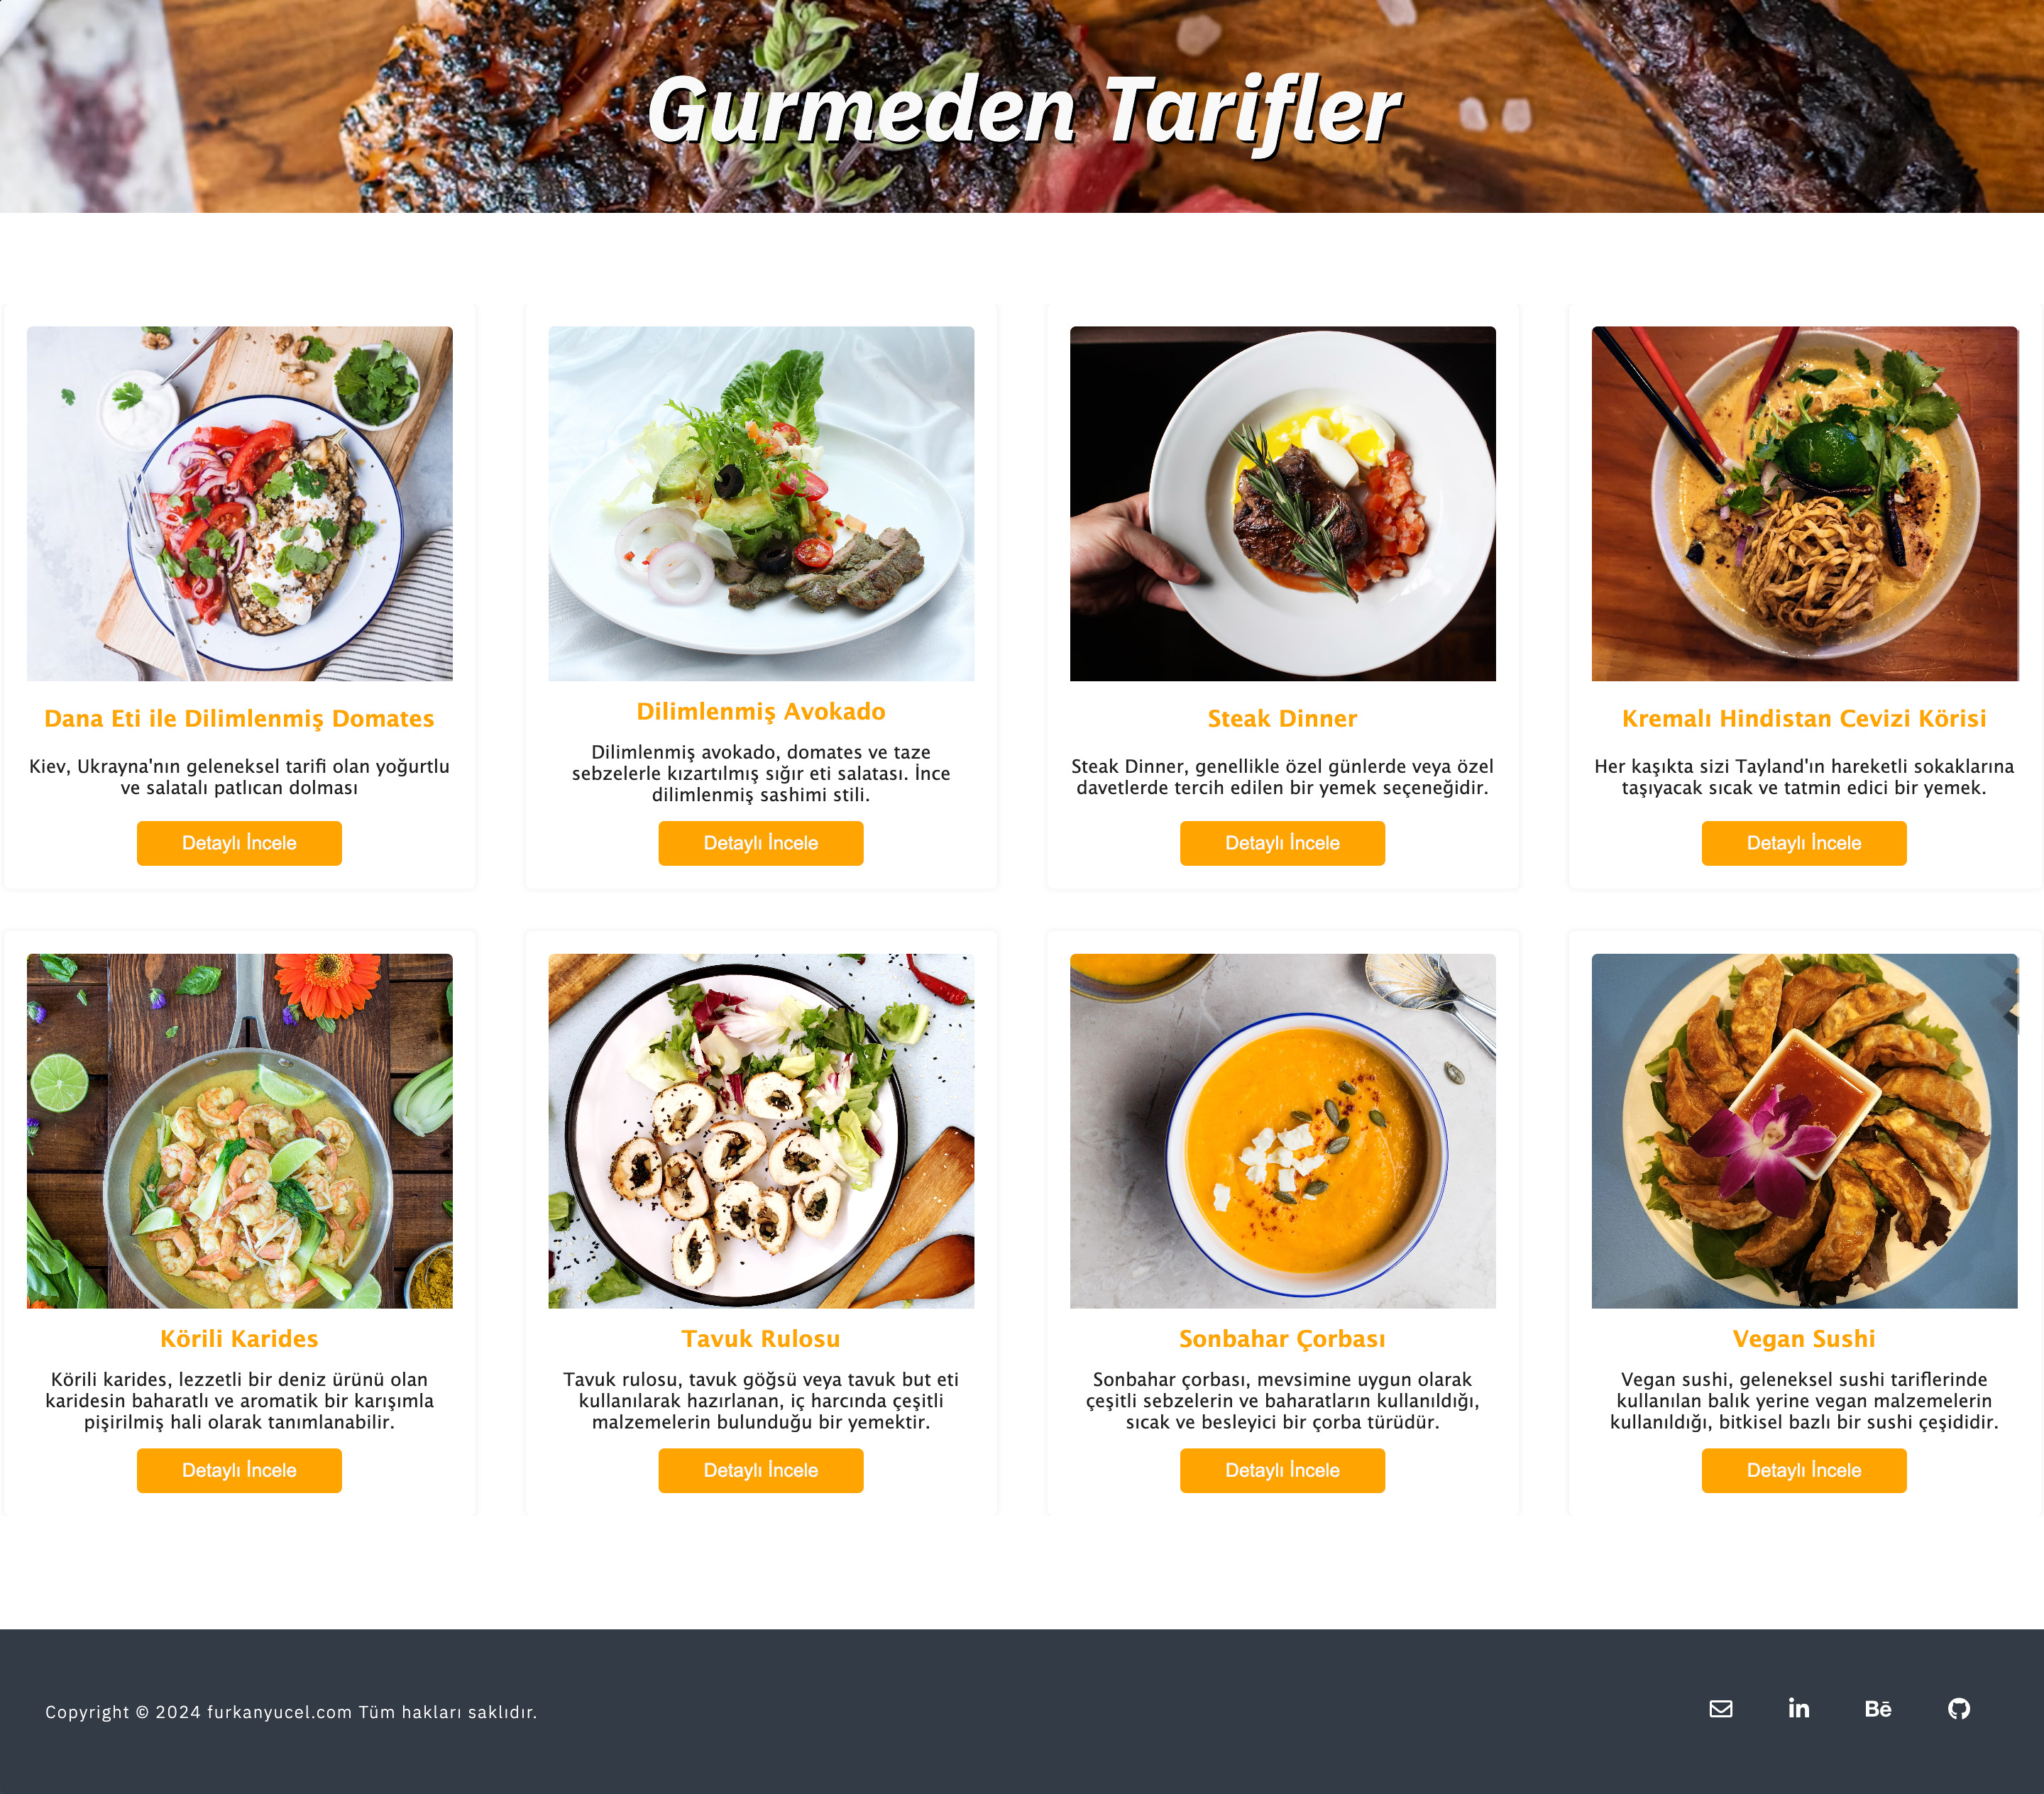 Gurmeden Tarifler
Dana Eti ile Dilimlenmiş Domates
Kiev, Ukrayna'nın geleneksel tarifi olan yoğurtlu
ve salatalı patlıcan dolması
Detaylı İncele
Dilimlenmiş Avokado
Dilimlenmiş avokado, domates ve taze
sebzelerle kızartılmış sığır eti salatası. İnce
dilimlenmiş sashimi stili.
Detaylı İncele
Steak Dinner
Steak Dinner, genellikle özel günlerde veya özel
davetlerde tercih edilen bir yemek seçeneğidir.
Detaylı İncele
Kremalı Hindistan Cevizi Körisi
Her kaşıkta sizi Tayland'ın hareketli sokaklarına
taşıyacak sıcak ve tatmin edici bir yemek.
Detaylı İncele
Körili Karides
Körili karides, lezzetli bir deniz ürünü olan
karidesin baharatlı ve aromatik bir karışımla
pişirilmiş hali olarak tanımlanabilir.
Detaylı İncele
Tavuk Rulosu
Tavuk rulosu, tavuk göğsü veya tavuk but eti
kullanılarak hazırlanan, iç harcında çeşitli
malzemelerin bulunduğu bir yemektir.
Detaylı İncele
Sonbahar Çorbası
Sonbahar çorbası, mevsimine uygun olarak
çeşitli sebzelerin ve baharatların kullanıldığı,
sıcak ve besleyici bir çorba türüdür.
Detaylı İncele
Vegan Sushi
Vegan sushi, geleneksel sushi tariflerinde
kullanılan balık yerine vegan malzemelerin
kullanıldığı, bitkisel bazlı bir sushi çeşididir.
Detaylı İncele
Copyright © 2024 furkanyucel.com Tüm hakları saklıdır.
in
Bē